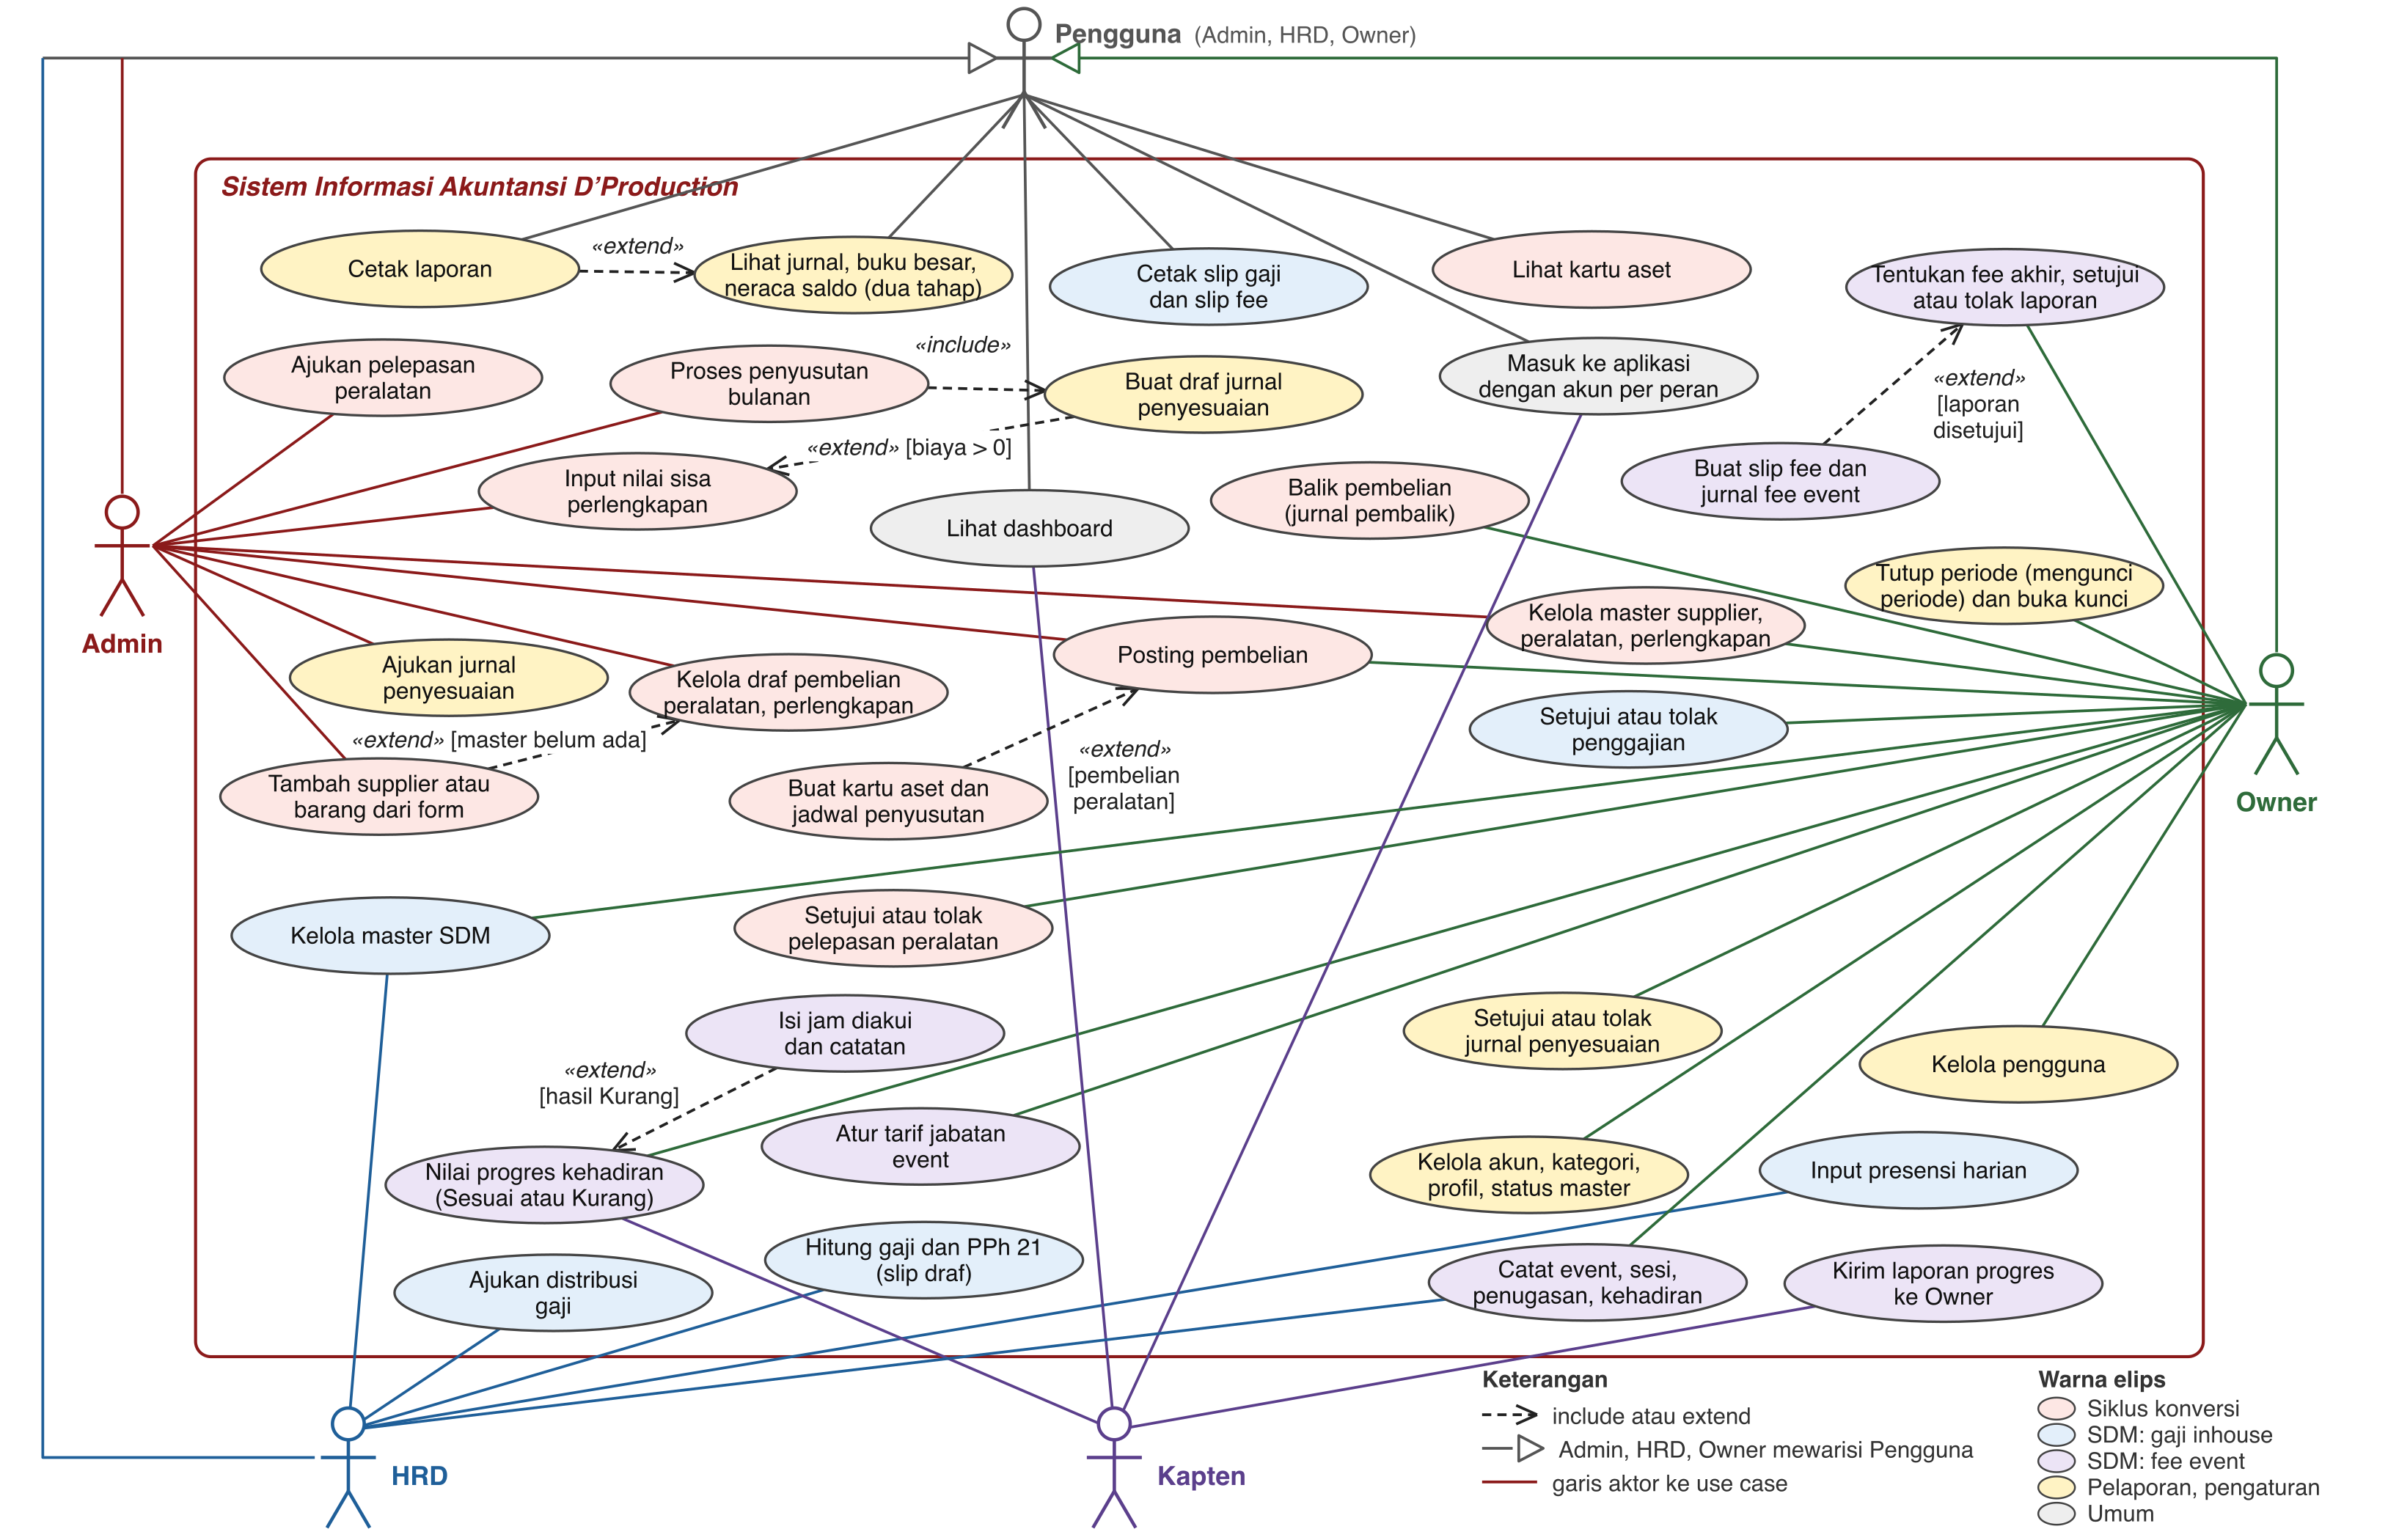 Pengguna (Admin, HRD, Owner)
Sistem Informasi Akuntansi D’Production
Cetak laporan
«extend»
Lihat jurnal, buku besar,
neraca saldo (dua tahap)
Cetak slip gaji
dan slip fee
Lihat kartu aset
Tentukan fee akhir, setujui
atau tolak laporan
Ajukan pelepasan
peralatan
Proses penyusutan
bulanan
«include»
Buat draf jurnal
penyesuaian
Masuk ke aplikasi
dengan akun per peran
«extend»
[laporan
disetujui]
«extend» [biaya > 0]
Input nilai sisa
perlengkapan
Lihat dashboard
Balik pembelian
(jurnal pembalik)
Buat slip fee dan
jurnal fee event
Admin
Tutup periode (mengunci
periode) dan buka kunci
Kelola master supplier,
peralatan, perlengkapan
Posting pembelian
Ajukan jurnal
penyesuaian
Kelola draf pembelian
peralatan, perlengkapan
Setujui atau tolak
penggajian
«extend» [master belum ada]
Tambah supplier atau
barang dari form
Buat kartu aset dan
jadwal penyusutan
«extend»
[pembelian
peralatan]
Owner
Kelola master SDM
Setujui atau tolak
pelepasan peralatan
Isi jam diakui
dan catatan
Setujui atau tolak
jurnal penyesuaian
Kelola pengguna
«extend»
[hasil Kurang]
Atur tarif jabatan
event
Nilai progres kehadiran
(Sesuai atau Kurang)
Kelola akun, kategori,
profil, status master
Input presensi harian
Ajukan distribusi
gaji
Hitung gaji dan PPh 21
(slip draf)
Catat event, sesi,
penugasan, kehadiran
Kirim laporan progres
ke Owner
HRD
Kapten
Keterangan
include atau extend
Admin, HRD, Owner mewarisi Pengguna
garis aktor ke use case
Warna elips
Siklus konversi
SDM: gaji inhouse
SDM: fee event
Pelaporan, pengaturan
Umum